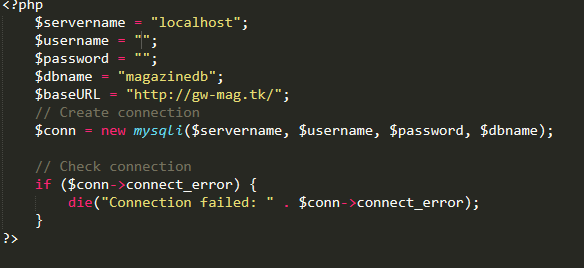 <?php
    $servername = "localhost";
    $username = "";
    $password = "";
    $dbname = "magazinedb";
    $baseURL = "http://gw-mag.tk/";
    // Create connection
    $conn = new mysqli($servername, $username, $password, $dbname);

    // Check connection
    if ($conn->connect_error) {
        die("Connection failed: " . $conn->connect_error);
    }
?>